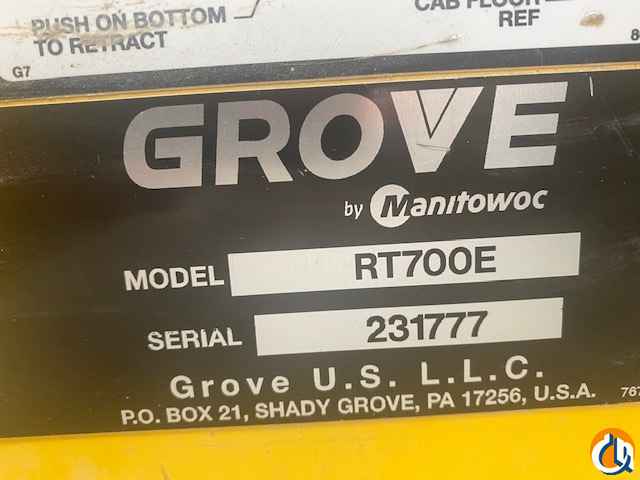 PUSH ON BOTTOM
TO RETRACT
CAB FLOOR
REF
G7
GROVE
by Manitowoc
MODEL RT700E
SERIAL 231777
Grove U.S. L.L.C.
P.O. BOX 21, SHADY GROVE, PA 17256, U.S.A.